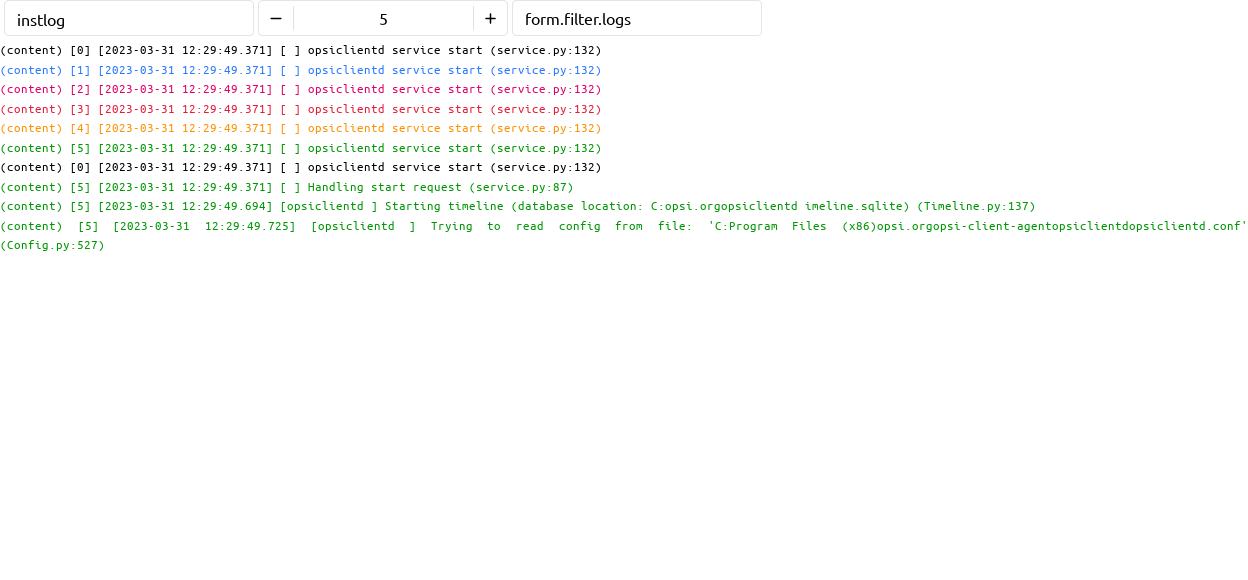 instlog
5
form.filter.logs
(content) [0] [2023-03-31 12:29:49.371] [ ] opsiclientd service start (service.py:132)
(content) [1] [2023-03-31 12:29:49.371] [ ] opsiclientd service start (service.py:132)
(content) [2] [2023-03-31 12:29:49.371] [ ] opsiclientd service start (service.py:132)
(content) [3] [2023-03-31 12:29:49.371] [ ] opsiclientd service start (service.py:132)
(content) [4] [2023-03-31 12:29:49.371] [ ] opsiclientd service start (service.py:132)
(content) [5] [2023-03-31 12:29:49.371] [ ] opsiclientd service start (service.py:132)
(content) [0] [2023-03-31 12:29:49.371] [ ] opsiclientd service start (service.py:132)
(content) [5] [2023-03-31 12:29:49.371] [ ] Handling start request (service.py:87)
(content) [5] [2023-03-31 12:29:49.694] [opsiclientd ] Starting timeline (database location: C:opsi.orgopsiclientd imeline.sqlite) (Timeline.py:137)
(content) [5] [2023-03-31 12:29:49.725] [opsiclientd ] Trying to read config from file: 'C:Program Files (x86)opsi.orgopsi-client-agentopsiclientdopsiclientd.conf'
(Config.py:527)